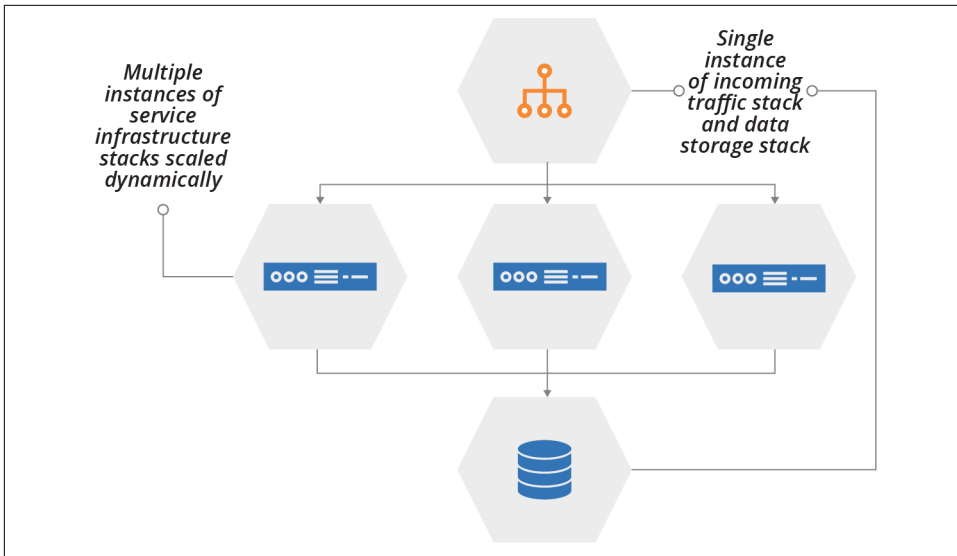 Multiple
instances of
service
infrastructure
stacks scaled
dynamically
Single
instance
of incoming
traffic stack
and data
storage stack